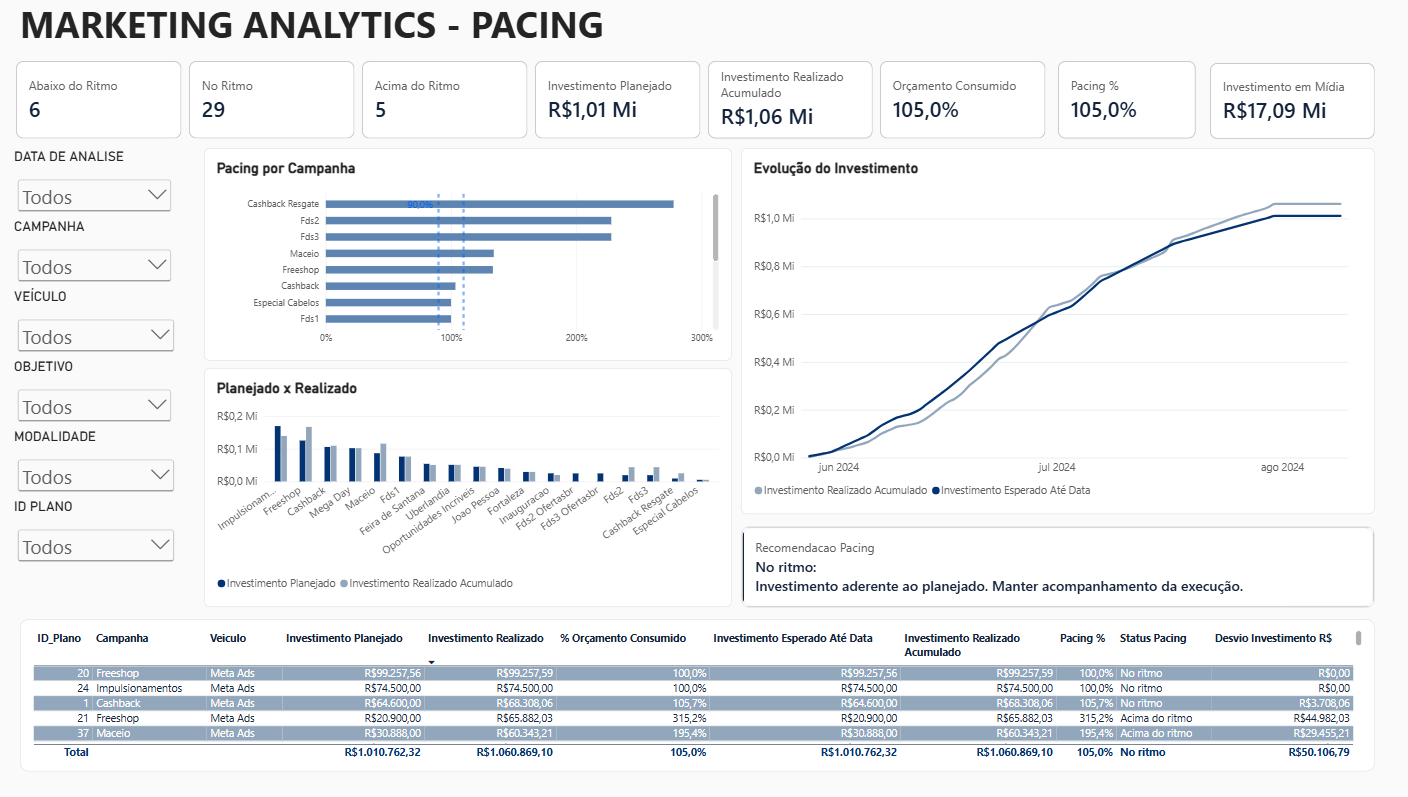 MARKETING ANALYTICS - PACING
Abaixo do Ritmo
6
No Ritmo
29
Acima do Ritmo
5
Investimento Planejado
R$1,01 Mi
Investimento Realizado
Acumulado
R$1,06 Mi
Orçamento Consumido
105,0%
Pacing %
105,0%
Investimento em Mídia
R$17,09 Mi
DATA DE ANALISE
Todos
CAMPANHA
Todos
VEÍCULO
Todos
OBJETIVO
Todos
MODALIDADE
Todos
ID PLANO
Todos
Pacing por Campanha
90,0%
Cashback Resgate
Fds2
Fds3
Maceio
Freeshop
Cashback
Especial Cabelos
Fds1
0% 100% 200% 300%
Planejado x Realizado
R$0,2 Mi
R$0,1 Mi
R$0,0 Mi
Impulsionam...
Freeshop
Cashback
Mega Day
Maceio
Fds1
Feira de Santana
Uberlandia
Oportunidades Incriveis
Joao Pessoa
Fortaleza
Inauguracao
Fds2 Ofertasbr
Fds3 Ofertasbr
Fds2
Fds3
Cashback Resgate
Especial Cabelos
Investimento Planejado Investimento Realizado Acumulado
Evolução do Investimento
R$1,0 Mi
R$0,8 Mi
R$0,6 Mi
R$0,4 Mi
R$0,2 Mi
R$0,0 Mi
jun 2024 jul 2024 ago 2024
Investimento Realizado Acumulado Investimento Esperado Até Data
Recomendacao Pacing
No ritmo:
Investimento aderente ao planejado. Manter acompanhamento da execução.
ID_Plano Campanha Veiculo Investimento Planejado Investimento Realizado % Orçamento Consumido Investimento Esperado Até Data Investimento Realizado Acumulado Pacing % Status Pacing Desvio Investimento R$
20 Freeshop Meta Ads R$99.257,56 R$99.257,59 100,0% R$99.257,56 R$99.257,59 100,0% No ritmo R$0,00
24 Impulsionamentos Meta Ads R$74.500,00 R$74.500,00 100,0% R$74.500,00 R$74.500,00 100,0% No ritmo R$0,00
1 Cashback Meta Ads R$64.600,00 R$68.308,06 105,7% R$64.600,00 R$68.308,06 105,7% No ritmo R$3.708,06
21 Freeshop Meta Ads R$20.900,00 R$65.882,03 315,2% R$20.900,00 R$65.882,03 315,2% Acima do ritmo R$44.982,03
37 Maceio Meta Ads R$30.888,00 R$60.343,21 195,4% R$30.888,00 R$60.343,21 195,4% Acima do ritmo R$29.455,21
Total R$1.010.762,32 R$1.060.869,10 105,0% R$1.010.762,32 R$1.060.869,10 105,0% No ritmo R$50.106,79